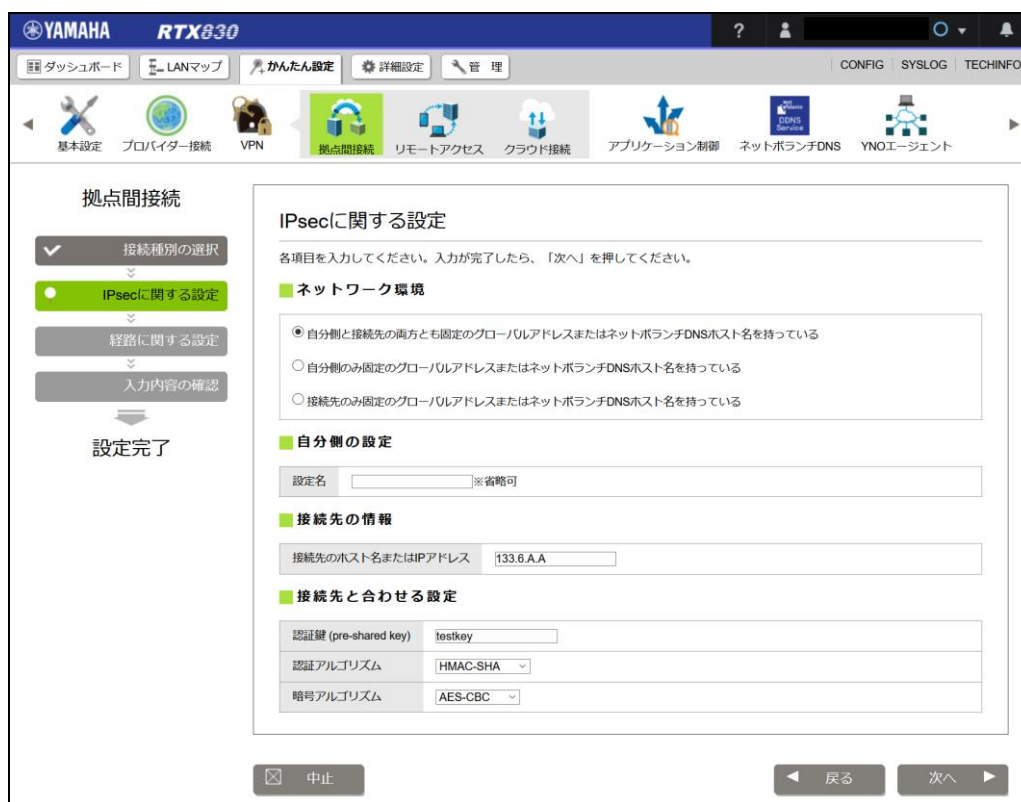 YAMAHA RTX830 ?
ダッシュボード LANマップ かんたん設定 詳細設定 管 理 CONFIG SYSLOG TECHINFO
基本設定 プロバイダー接続 VPN 拠点間接続 リモートアクセス クラウド接続 アプリケーション制御 ネットボランチDNS YNOエージェント
DDNS
Service
拠点間接続
接続種別の選択
IPsecに関する設定
経路に関する設定
入力内容の確認
設定完了
IPsecに関する設定
各項目を入力してください。入力が完了したら、「次へ」を押してください。
ネットワーク環境
自分側と接続先の両方とも固定のグローバルアドレスまたはネットボランチDNSホスト名を持っている
自分側のみ固定のグローバルアドレスまたはネットボランチDNSホスト名を持っている
接続先のみ固定のグローバルアドレスまたはネットボランチDNSホスト名を持っている
自分側の設定
設定名 ※省略可
接続先の情報
接続先のホスト名またはIPアドレス 133.6.A.A
接続先と合わせる設定
認証鍵 (pre-shared key) testkey
認証アルゴリズム HMAC-SHA
暗号アルゴリズム AES-CBC
中止 戻る 次へ